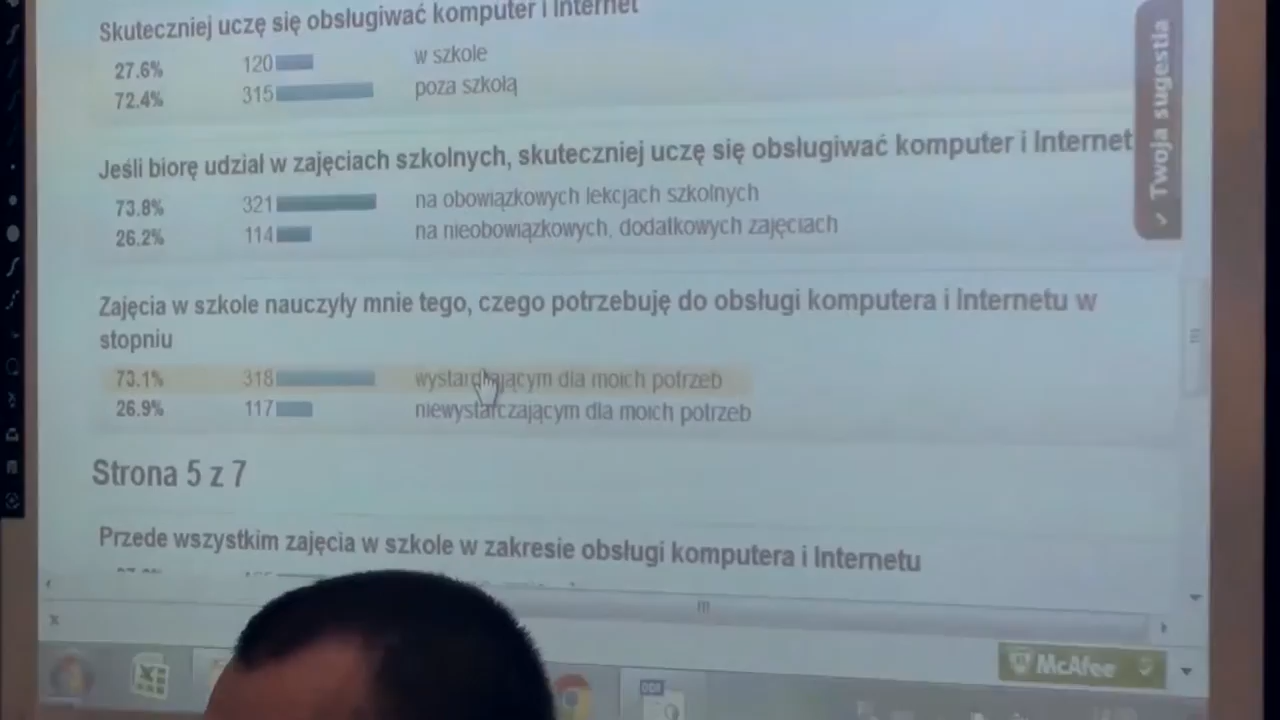 Skuteczniej uczę się obsługiwać komputer i Internet
27.6% 120 w szkole
72.4% 315 poza szkołą
Jeśli biorę udział w zajęciach szkolnych, skuteczniej uczę się obsługiwać komputer i Internet
73.8% 321 na obowiązkowych lekcjach szkolnych
26.2% 114 na nieobowiązkowych, dodatkowych zajęciach
Zajęcia w szkole nauczyły mnie tego, czego potrzebuję do obsługi komputera i Internetu w
stopniu
73.1% 318 wystarczającym dla moich potrzeb
26.9% 117 niewystarczającym dla moich potrzeb
Strona 5 z 7
Przede wszystkim zajęcia w szkole w zakresie obsługi komputera i Internetu
Twoja sugestia
McAfee